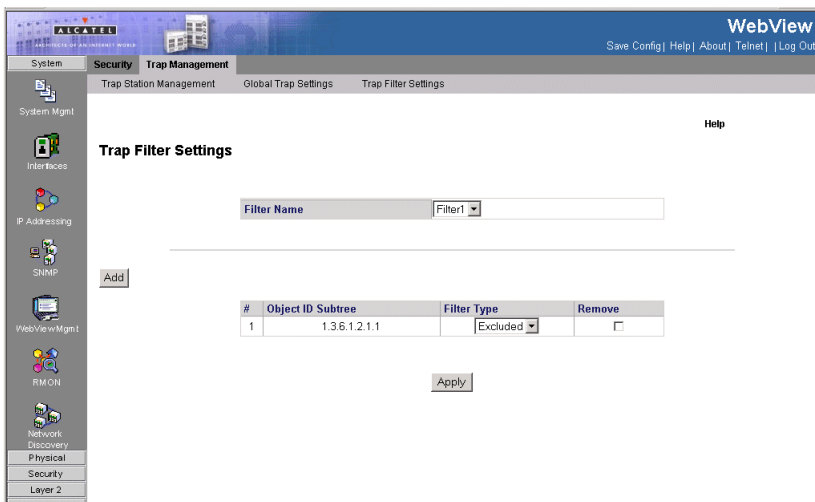 ALCATEL
ARCHITECTS OF AN INTERNET WORLD
WebView
Save Config| Help| About| Telnet| |Log Out
System
Security Trap Management
Trap Station Management Global Trap Settings Trap Filter Settings
System Mgmt
Help
Trap Filter Settings
Interfaces
Filter Name Filter1
IP Addressing
SNMP
Add
# Object ID Subtree Filter Type Remove
1 1.3.6.1.2.1.1 Excluded
WebViewMgmt
RMON
Apply
Network
Discovery
Physical
Security
Layer 2